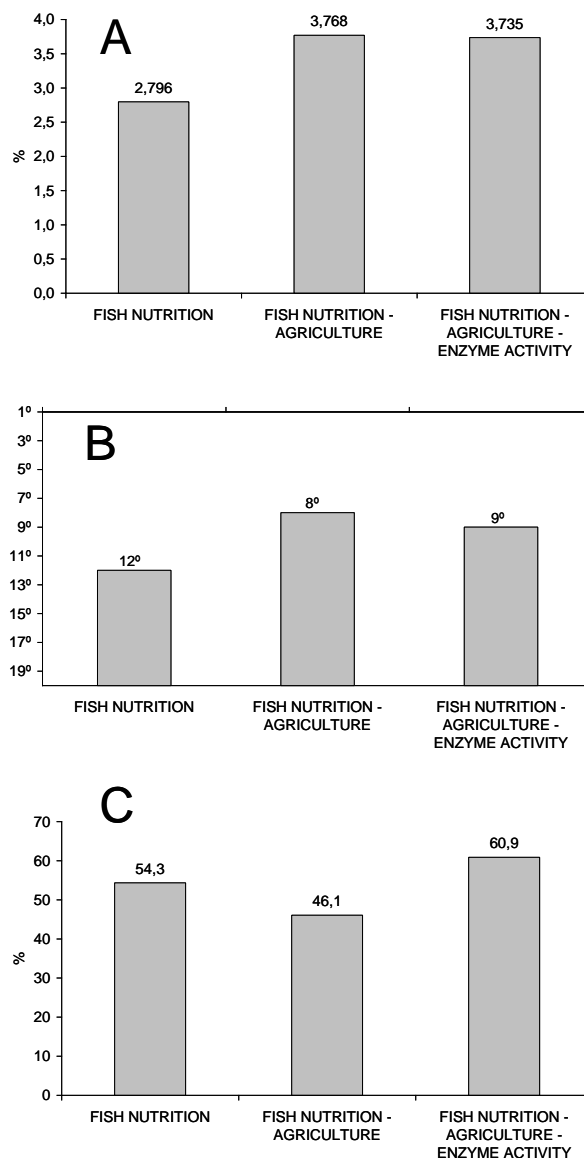 A
4,0
3,5
3,0
2,5
2,0
1,5
1,0
0,5
0,0
%
2,796
3,768
3,735
FISH NUTRITION
FISH NUTRITION -
AGRICULTURE
FISH NUTRITION -
AGRICULTURE -
ENZYME ACTIVITY
B
1º
3º
5º
7º
9º
11º
13º
15º
17º
19º
12º
8º
9º
FISH NUTRITION
FISH NUTRITION -
AGRICULTURE
FISH NUTRITION -
AGRICULTURE -
ENZYME ACTIVITY
C
70
60
50
40
30
20
10
0
%
54,3
46,1
60,9
FISH NUTRITION
FISH NUTRITION -
AGRICULTURE
FISH NUTRITION -
AGRICULTURE -
ENZYME ACTIVITY